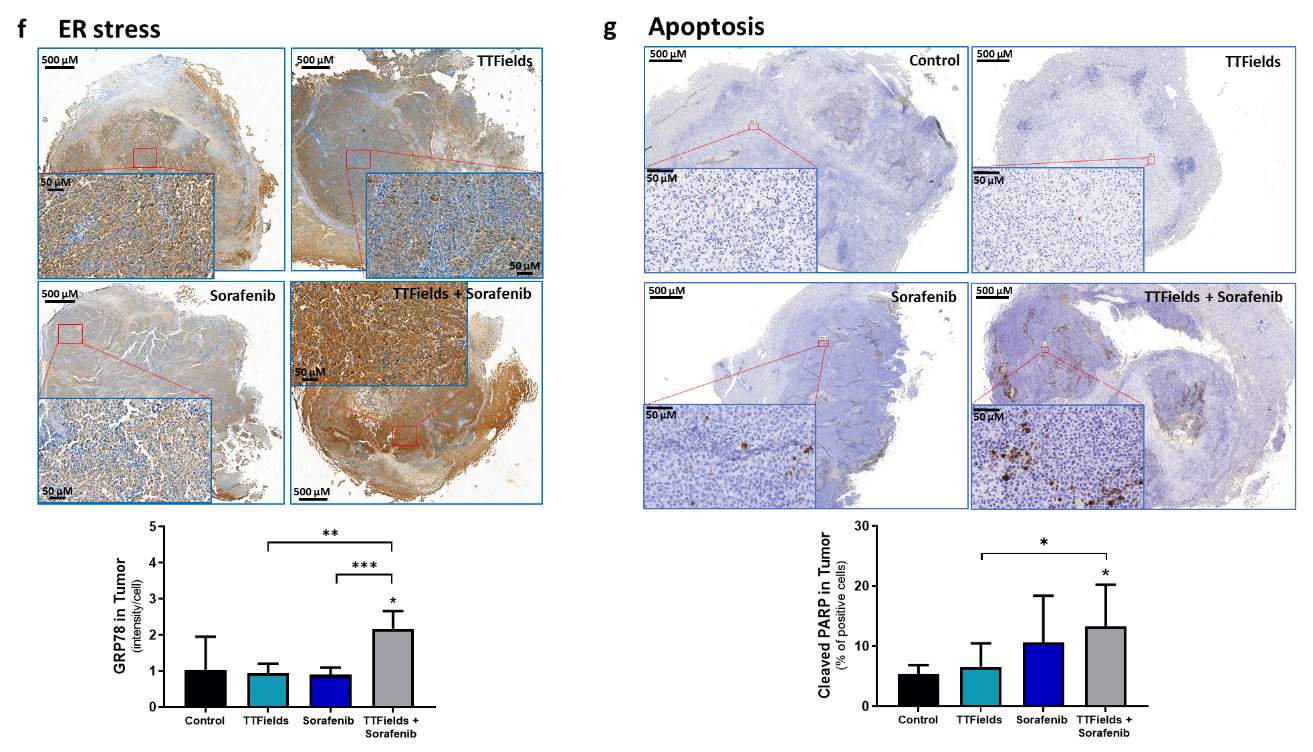 f ER stress
500 µM
50 µM
500 µM
TTFields
50 µM
500 µM
Sorafenib
50 µM
TTFields + Sorafenib
50 µM
500 µM
5
4
3
2
1
0
GRP78 in Tumor
(intensity/cell)
**
***
*
Control
TTFields
Sorafenib
TTFields +
Sorafenib
g Apoptosis
500 µM
Control
50 µM
500 µM
TTFields
50 µM
500 µM
Sorafenib
50 µM
500 µM
TTFields + Sorafenib
50 µM
30
20
10
0
Cleaved PARP in Tumor
(% of positive cells)
*
*
Control
TTFields
Sorafenib
TTFields +
Sorafenib